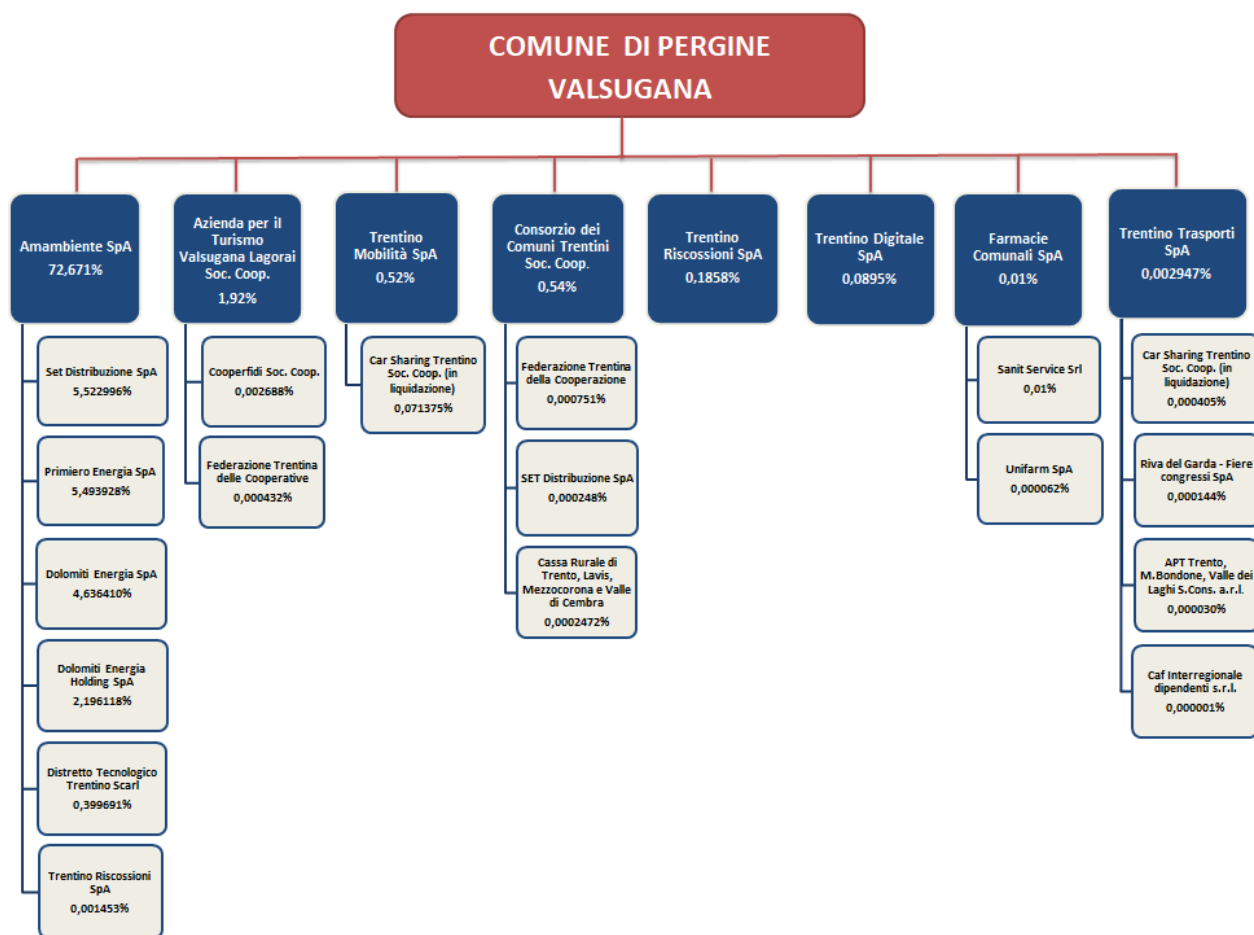 COMUNE DI PERGINE
VALSUGANA
Amambiente SpA
72,671%
Set Distribuzione SpA
5,522996%
Primiero Energia SpA
5,493928%
Dolomiti Energia SpA
4,636410%
Dolomiti Energia
Holding SpA
2,196118%
Distretto Tecnologico
Trentino Scarl
0,399691%
Trentino Riscossioni
SpA
0,001453%
Azienda per il
Turismo
Valsugana Lagorai
Soc. Coop.
1,92%
Cooperfidi Soc. Coop.
0,002688%
Federazione Trentina
delle Cooperative
0,000432%
Trentino
Mobilità SpA
0,52%
Car Sharing Trentino
Soc. Coop. (in
liquidazione)
0,071375%
Consorzio dei
Comuni Trentini
Soc. Coop.
0,54%
Federazione Trentina
della Cooperazione
0,000751%
SET Distribuzione SpA
0,000248%
Cassa Rurale di
Trento, Lavis,
Mezzocorona e Valle
di Cembra
0,0002472%
Trentino
Riscossioni SpA
0,1858%
Trentino Digitale
SpA
0,0895%
Farmacie
Comunali SpA
0,01%
Sanit Service Srl
0,01%
Unifarm SpA
0,000062%
Trentino Trasporti
SpA
0,002947%
Car Sharing Trentino
Soc. Coop. (in
liquidazione)
0,000405%
Riva del Garda - Fiere
congressi SpA
0,000144%
APT Trento,
M.Bondone, Valle dei
Laghi S.Cons. a.r.l.
0,000030%
Caf Interregionale
dipendenti s.r.l.
0,000001%